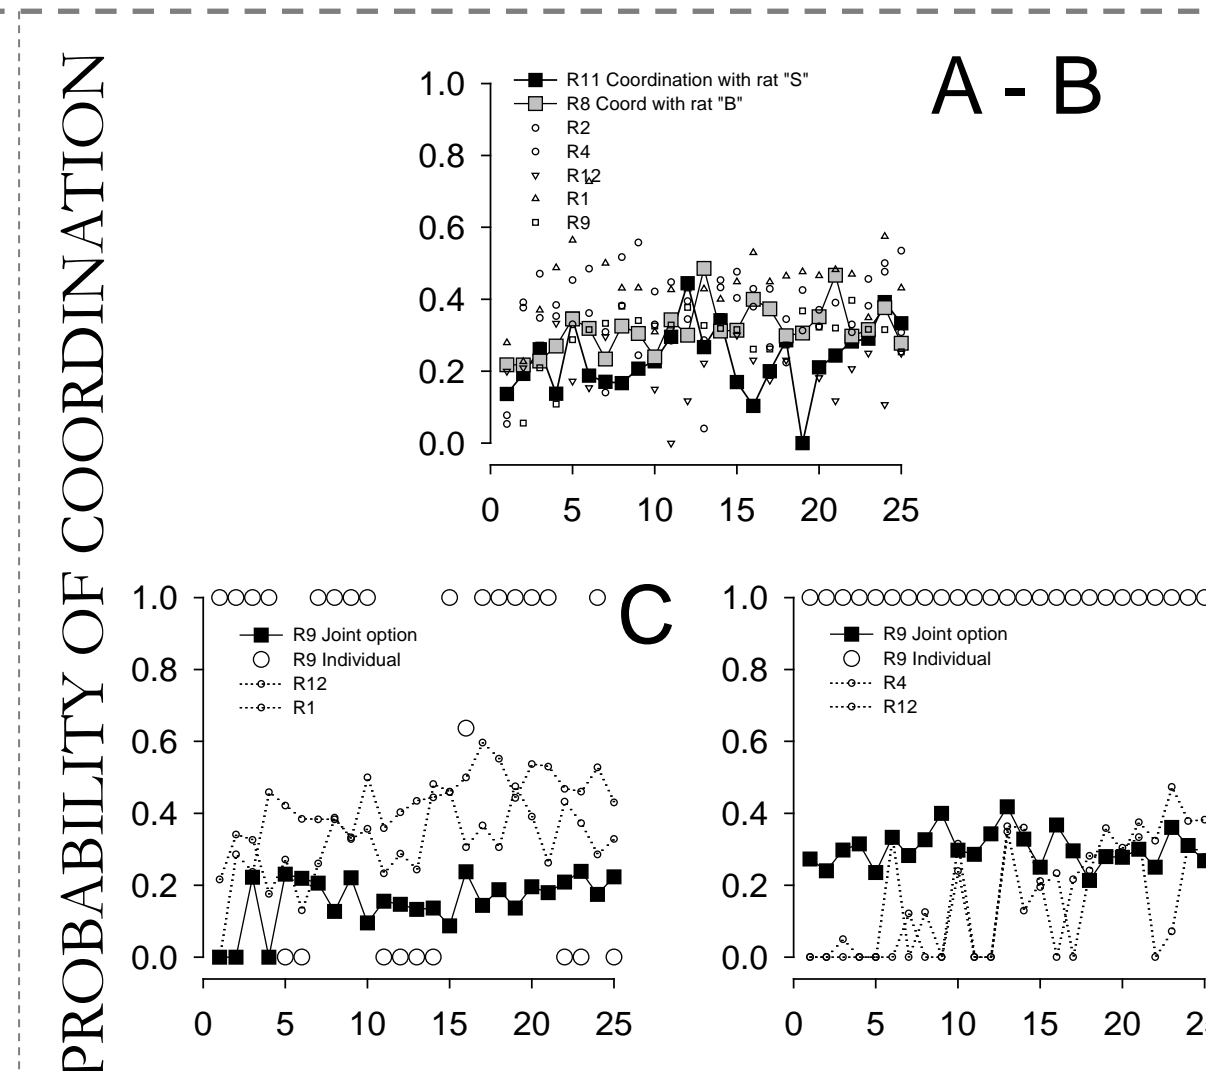 PROBABILITY OF COORDINATION
A - B
1.0
0.8
0.6
0.4
0.2
0.0
R11 Coordination with rat "S"
R8 Coord with rat "B"
R2
R4
R12
R1
R9
0 5 10 15 20 25
C
1.0
0.8
0.6
0.4
0.2
0.0
R9 Joint option
R9 Individual
R12
R1
0 5 10 15 20 25
1.0
0.8
0.6
0.4
0.2
0.0
R9 Joint option
R9 Individual
R4
R12
0 5 10 15 20